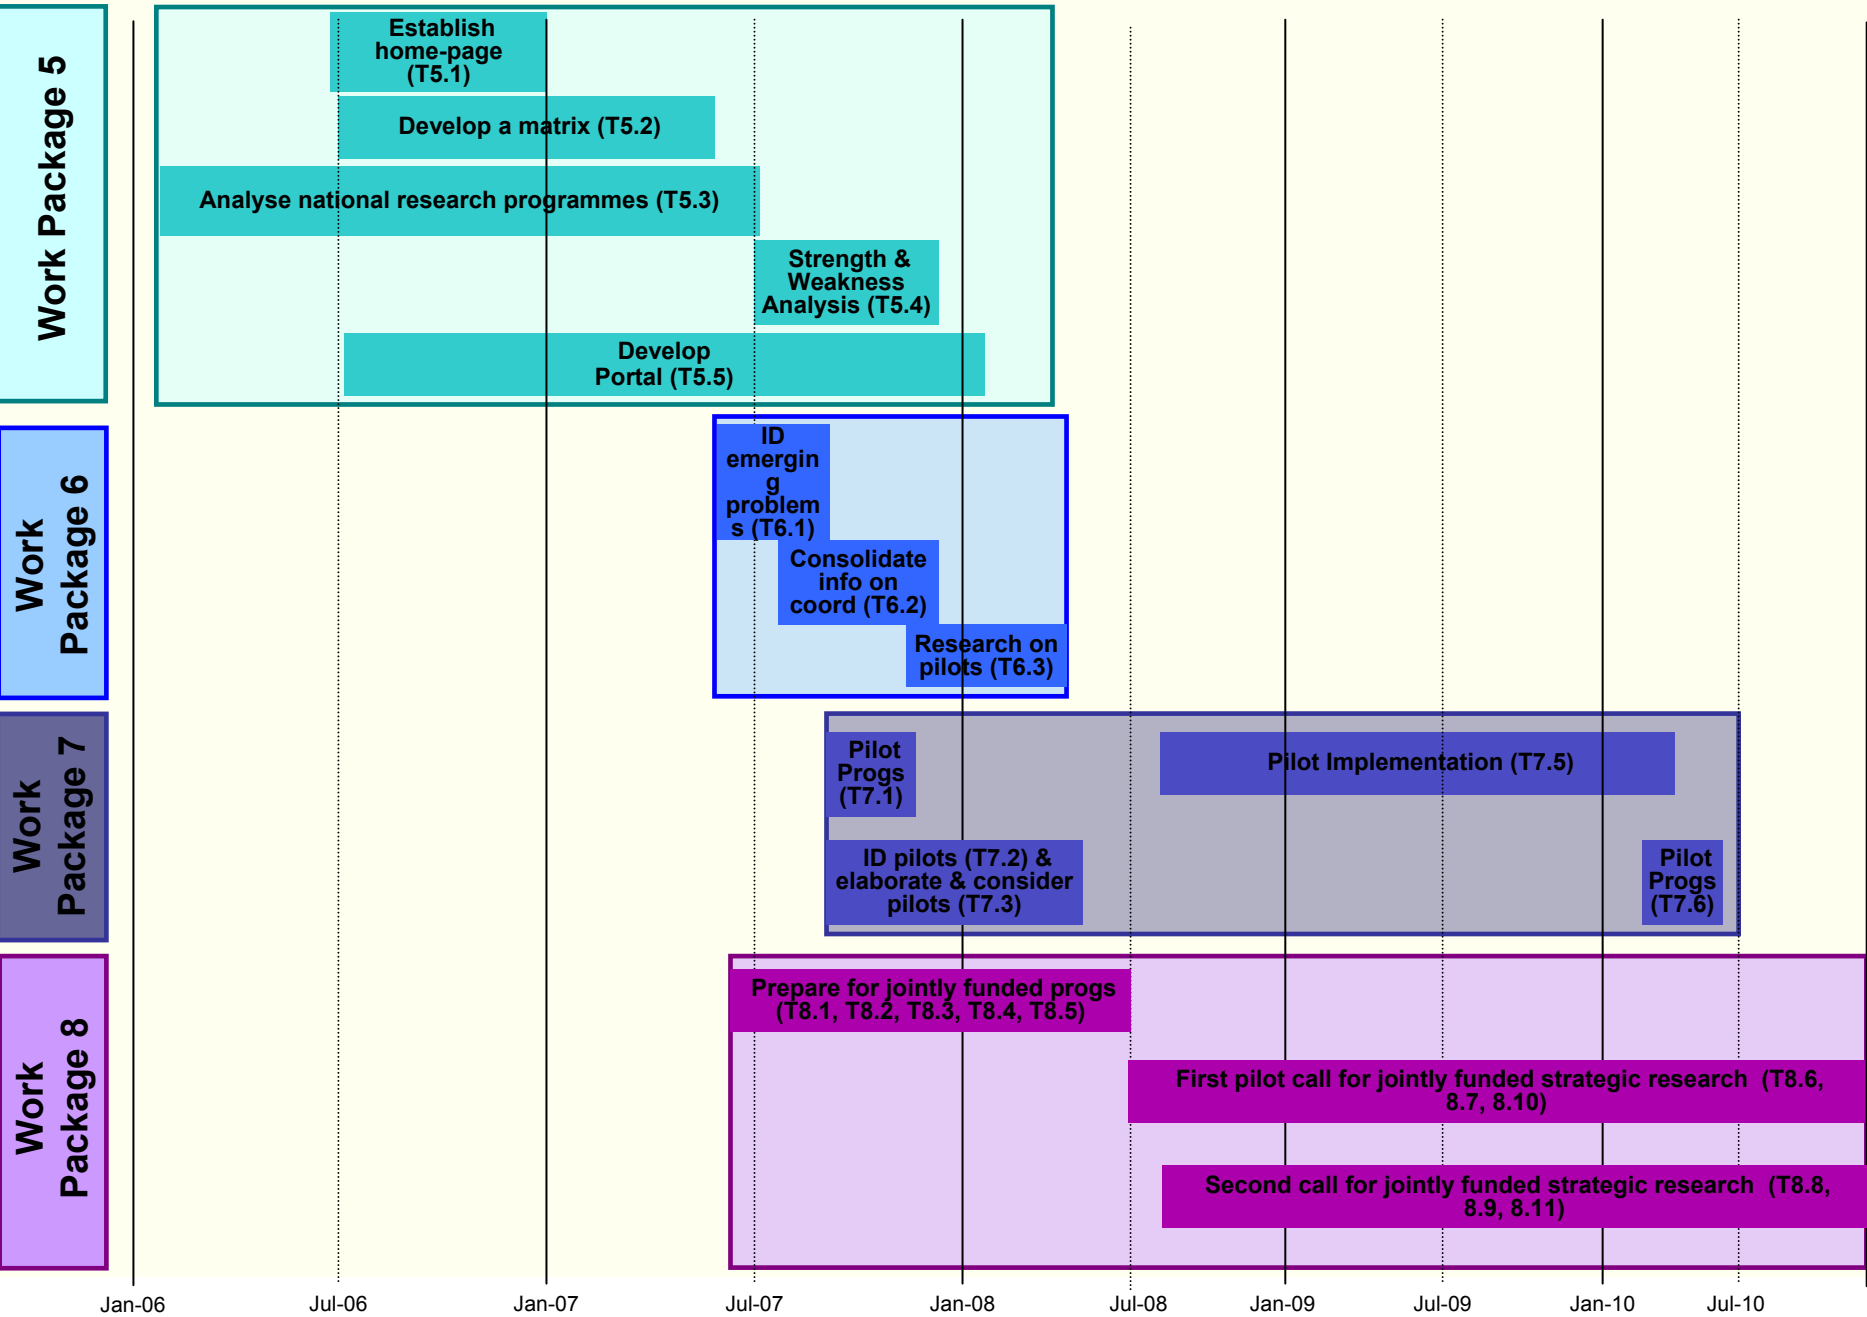 Work Package 5
Establish
home-page
(T5.1)
Develop a matrix (T5.2)
Analyse national research programmes (T5.3)
Strength &
Weakness
Analysis (T5.4)
Develop
Portal (T5.5)
Work
Package 6
ID
emergin
g
problem
s (T6.1)
Consolidate
info on
coord (T6.2)
Research on
pilots (T6.3)
Work
Package 7
Pilot
Progs
(T7.1)
Pilot Implementation (T7.5)
ID pilots (T7.2) &
elaborate & consider
pilots (T7.3)
Pilot
Progs
(T7.6)
Work
Package 8
Prepare for jointly funded progs
(T8.1, T8.2, T8.3, T8.4, T8.5)
First pilot call for jointly funded strategic research (T8.6,
8.7, 8.10)
Second call for jointly funded strategic research (T8.8,
8.9, 8.11)
Jan-06 Jul-06 Jan-07 Jul-07 Jan-08 Jul-08 Jan-09 Jul-09 Jan-10 Jul-10